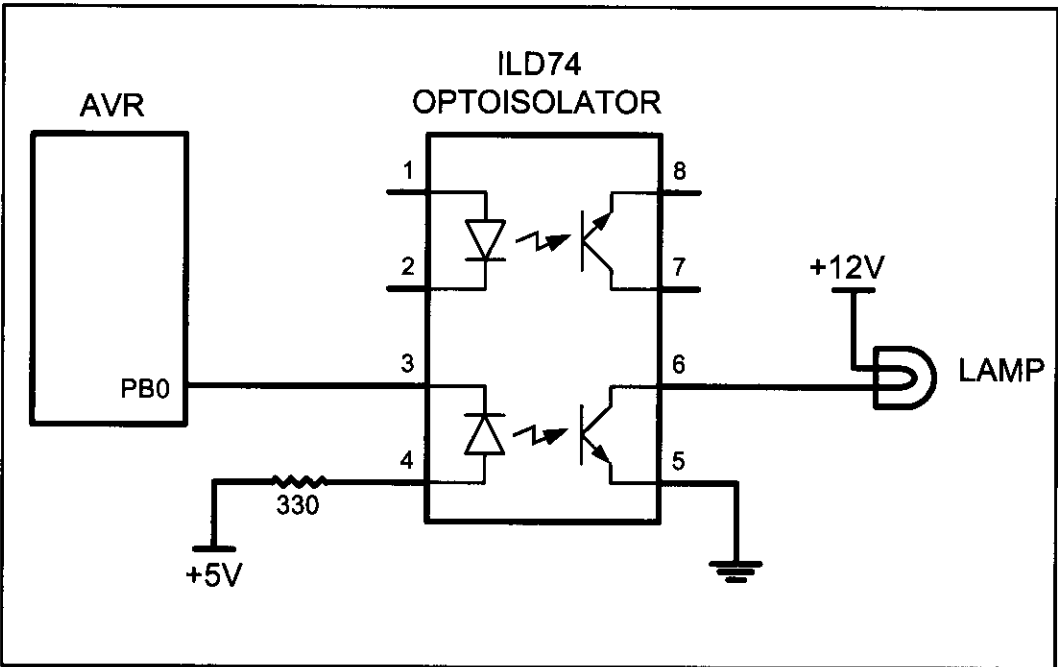 ILD74
OPTOISOLATOR
AVR
1
8
2
7
+12V
3
6
LAMP
PB0
4
5
330
+5V